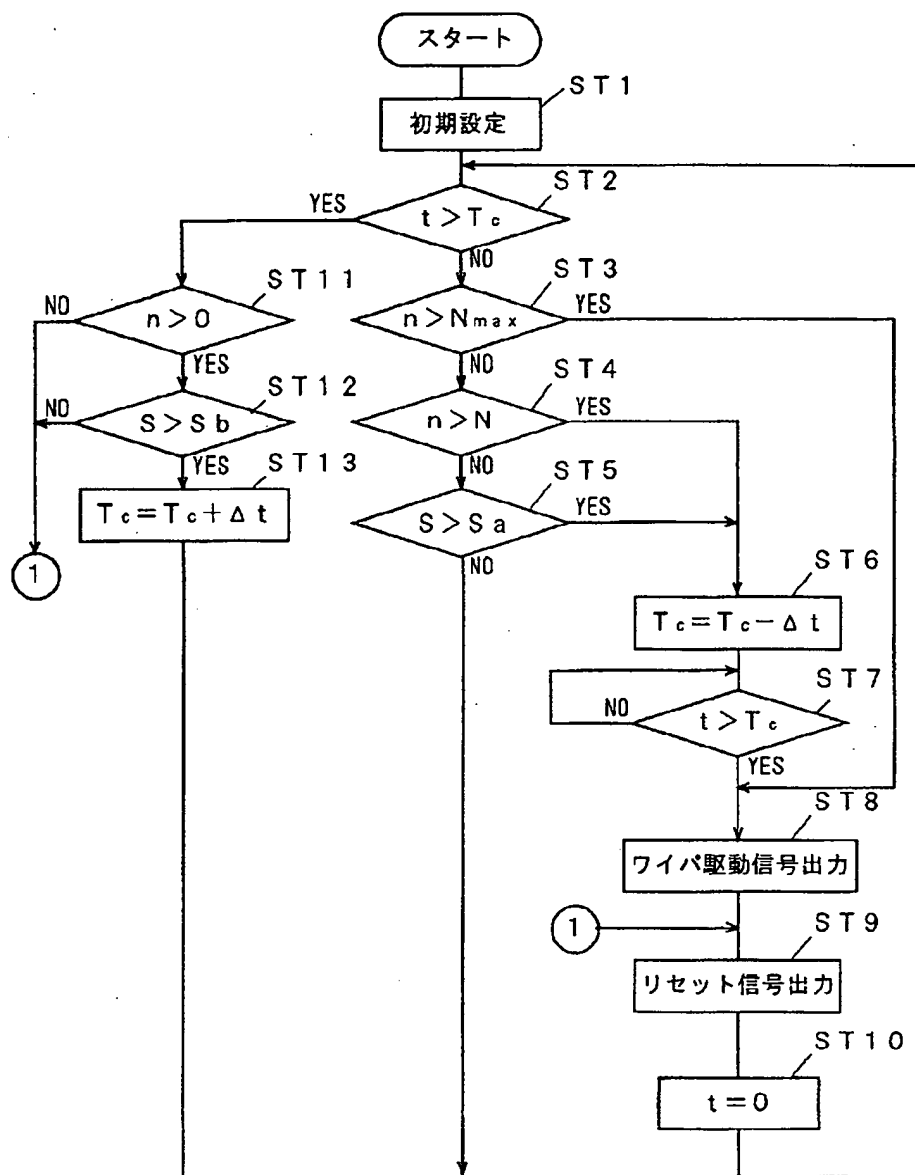 スタート
ST1
初期設定
ST2
YES
t>Tc
NO
ST11
NO
n>0
YES
ST3
n>Nmax
YES
NO
ST12
NO
S>Sb
YES
ST4
n>N
YES
NO
ST13
Tc=Tc+Δt
ST5
S>Sa
YES
NO
1
ST6
Tc=Tc-Δt
ST7
NO
t>Tc
YES
ST8
ワイパ駆動信号出力
1
ST9
リセット信号出力
ST10
t=0